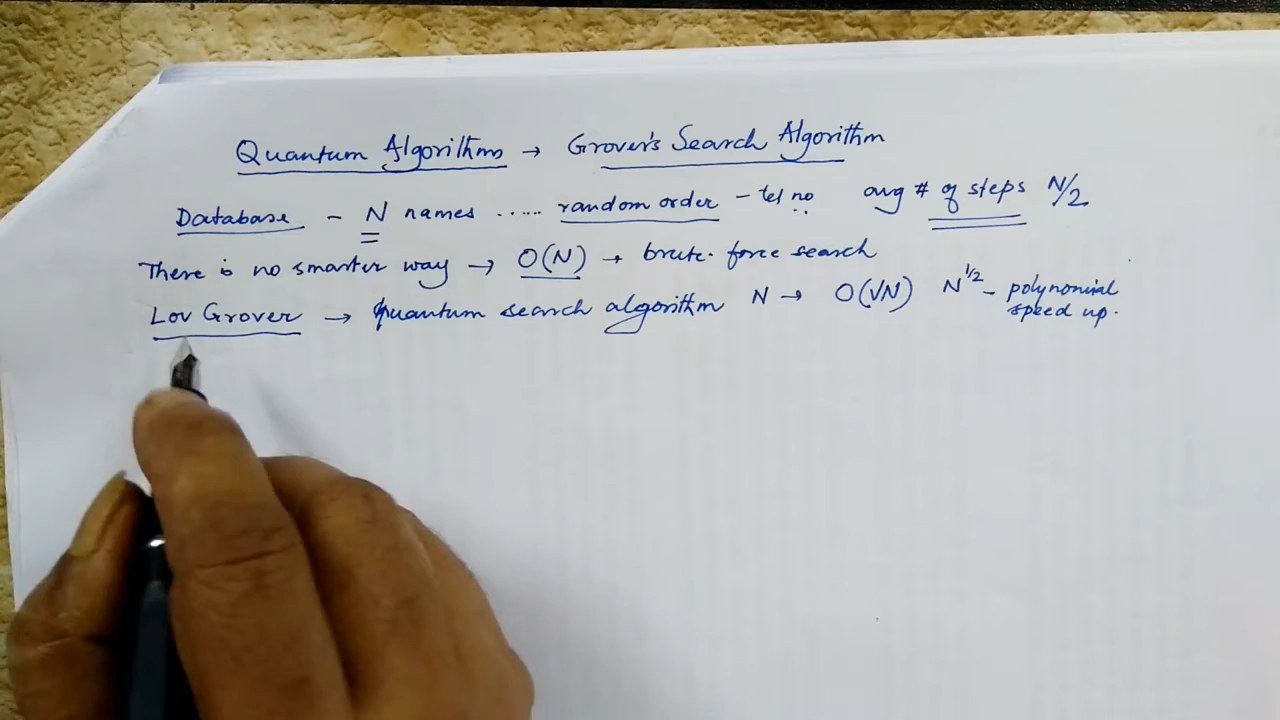 Quantum Algorithms → Grover's Search Algorithm
Database - N names ...... random order - tel no avg # of steps N/2
There is no smarter way → O(N) → brute-force search
Lov Grover → quantum search algorithm N → O(√N) N^1/2 - polynomial speed up.